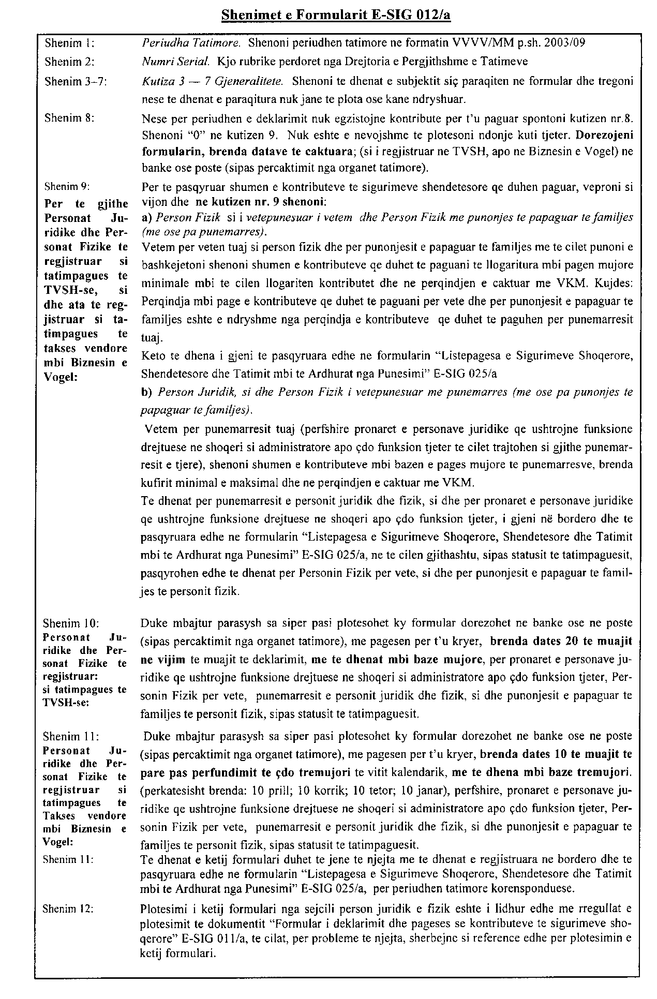 Shenimet e Formularit E-SIG 012/a
Shenim 1: Periudha Tatimore. Shenoni periudhen tatimore ne formatin VVVV/MM p.sh. 2003/09
Shenim 2: Numri Serial. Kjo rubrike perdoret nga Drejtoria e Pergjithshme e Tatimeve
Shenim 3–7: Kutiza 3 — 7 Gjeneralitete. Shenoni te dhenat e subjektit siç paraqiten ne formular dhe tregoni
nese te dhenat e paraqitura nuk jane te plota ose kane ndryshuar.
Shenim 8: Nese per periudhen e deklarimit nuk egzistojne kontribute per t’u paguar spontoni kutizen nr.8.
Shenoni “0” ne kutizen 9. Nuk eshte e nevojshme te plotesoni ndonje kuti tjeter. Dorezojeni
formularin, brenda datave te caktuara; (si i regjistruar ne TVSH, apo ne Biznesin e Vogel) ne
banke ose poste (sipas percaktimit nga organet tatimore).
Shenim 9:
Per te gjithe
Personat Ju-
ridike dhe Per-
sonat Fizike te
regjistruar si
tatimpagues te
TVSH-se, si
dhe ata te reg-
jistruar si ta-
timpagues te
takses vendore
mbi Biznesin e
Vogel:
Per te pasqyruar shumen e kontributeve te sigurimeve shendetesore qe duhen paguar, veproni si
vijon dhe ne kutizen nr. 9 shenoni:
a) Person Fizik si i vetepunesuar i vetem dhe Person Fizik me punonjes te papaguar te familjes
(me ose pa punemarres).
Vetem per veten tuaj si person fizik dhe per punonjesit e papaguar te familjes me te cilet punoni e
bashkejetoni shenoni shumen e kontributeve qe duhet te paguani te llogaritura mbi pagen mujore
minimale mbi te cilen llogariten kontributet dhe ne perqindjen e caktuar me VKM. Kujdes:
Perqindja mbi page e kontributeve qe duhet te paguani per vete dhe per punonjesit e papaguar te
familjes eshte e ndryshme nga perqindja e kontributeve qe duhet te paguhen per punemarresit
tuaj.
Keto te dhena i gjeni te pasqyruara edhe ne formularin “Listepagesa e Sigurimeve Shoqerore,
Shendetesore dhe Tatimit mbi te Ardhurat nga Punesimi” E-SIG 025/a
b) Person Juridik, si dhe Person Fizik i vetepunesuar me punemarres (me ose pa punonjes te
papaguar te familjes).
Vetem per punemarresit tuaj (perfshire pronaret e personave juridike qe ushtrojne funksione
drejtuese ne shoqeri si administratore apo çdo funksion tjeter te cilet trajtohen si gjithe punemar-
resit e tjere), shenoni shumen e kontributeve mbi bazen e pages mujore te punemarresve, brenda
kufirit minimal e maksimal dhe ne perqindjen e caktuar me VKM.
Te dhenat per punemarresit e personit juridik dhe fizik, si dhe per pronaret e personave juridike
qe ushtrojne funksione drejtuese ne shoqeri apo çdo funksion tjeter, i gjeni në bordero dhe te
pasqyruara edhe ne formularin “Listepagesa e Sigurimeve Shoqerore, Shendetesore dhe Tatimit
mbi te Ardhurat nga Punesimi” E-SIG 025/a, ne te cilen gjithashtu, sipas statusit te tatimpaguesit,
pasqyrohen edhe te dhenat per Personin Fizik per vete, si dhe per punonjesit e papaguar te famil-
jes te personit fizik.
Shenim 10:
Personat Ju-
ridike dhe Per-
sonat Fizike te
regjistruar:
si tatimpagues te
TVSH-se:
Duke mbajtur parasysh sa siper pasi plotesohet ky formular dorezohet ne banke ose ne poste
(sipas percaktimit nga organet tatimore), me pagesen per t’u kryer, brenda dates 20 te muajit
ne vijim te muajit te deklarimit, me te dhenat mbi baze mujore, per pronaret e personave ju-
ridike qe ushtrojne funksione drejtuese ne shoqeri si administratore apo çdo funksion tjeter, Per-
sonin Fizik per vete, punemarresit e personit juridik dhe fizik, si dhe punonjesit e papaguar te
familjes te personit fizik, sipas statusit te tatimpaguesit.
Shenim 11:
Personat Ju-
ridike dhe Per-
sonat Fizike te
regjistruar si
tatimpagues te
Takses vendore
mbi Biznesin e
Vogel:
Duke mbajtur parasysh sa siper pasi plotesohet ky formular dorezohet ne banke ose ne poste
(sipas percaktimit nga organet tatimore), me pagesen per t’u kryer, brenda dates 10 te muajit te
pare pas perfundimit te çdo tremujori te vitit kalendarik, me te dhena mbi baze tremujori.
(perkatesisht brenda: 10 prill; 10 korrik; 10 tetor; 10 janar), perfshire, pronaret e personave ju-
ridike qe ushtrojne funksione drejtuese ne shoqeri si administratore apo çdo funksion tjeter, Per-
sonin Fizik per vete, punemarresit e personit juridik dhe fizik, si dhe punonjesit e papaguar te
familjes te personit fizik, sipas statusit te tatimpaguesit.
Shenim 11: Te dhenat e ketij formulari duhet te jene te njejta me te dhenat e regjistruara ne bordero dhe te
pasqyruara edhe ne formularin “Listepagesa e Sigurimeve Shoqerore, Shendetesore dhe Tatimit
mbi te Ardhurat nga Punesimi” E-SIG 025/a, per periudhen tatimore korensponduese.
Shenim 12: Plotesimi i ketij formulari nga sejcili person juridik e fizik eshte i lidhur edhe me rregullat e
plotesimit te dokumentit “Formular i deklarimit dhe pageses se kontributeve te sigurimeve sho-
qerore” E-SIG 011/a, te cilat, per probleme te njejta, sherbejne si reference edhe per plotesimin e
ketij formulari.